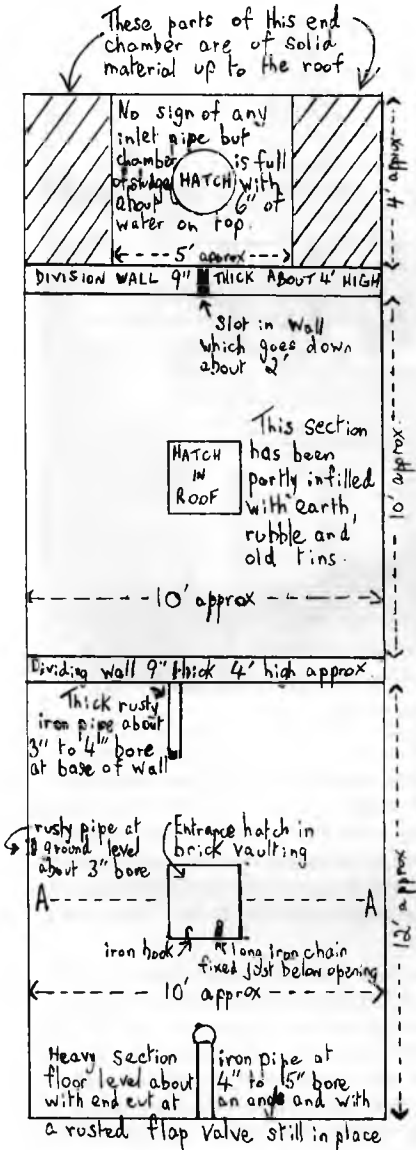 These parts of this end
chamber are of solid
material up to the roof
No sign of any
inlet pipe but
chamber is full
of sludge HATCH with
about 6" of
water on top.
4' approx
5' approx
DIVISION WALL 9" THICK ABOUT 4' HIGH
Slot in wall
which goes down
about 2'
This section
has been
partly infilled
with earth,
rubble and
old tins.
HATCH
IN
ROOF
10' approx
10' approx
Dividing wall 9" thick 4' high approx.
Thick rusty
iron pipe about
3" to 4" bore
at base of wall
rusty pipe at
ground level
about 3" bore
Entrance hatch in
brick vaulting
A A
iron hook long iron chain
fixed just below opening
10' approx
12' approx
Heavy section iron pipe at
floor level about 4" to 5" bore
with end cut at an angle and with
a rusted flap valve still in place